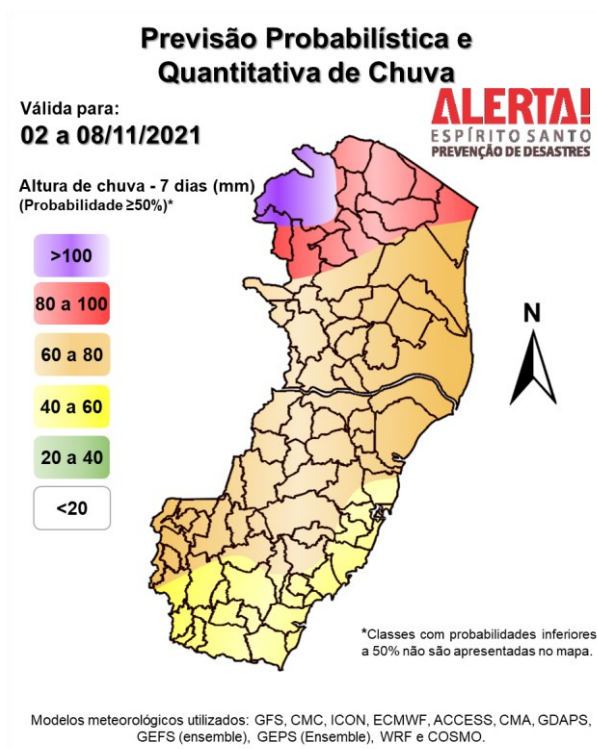 Previsão Probabilística e
Quantitativa de Chuva
Válida para:
02 a 08/11/2021
ALERTA!
ESPÍRITO SANTO
PREVENÇÃO DE DESASTRES
Altura de chuva - 7 dias (mm)
(Probabilidade ≥50%)*
>100
80 a 100
60 a 80
40 a 60
20 a 40
<20
N
*Classes com probabilidades inferiores
a 50% não são apresentadas no mapa.
Modelos meteorológicos utilizados: GFS, CMC, ICON, ECMWF, ACCESS, CMA, GDAPS,
GEFS (ensemble), GEPS (Ensemble), WRF e COSMO.